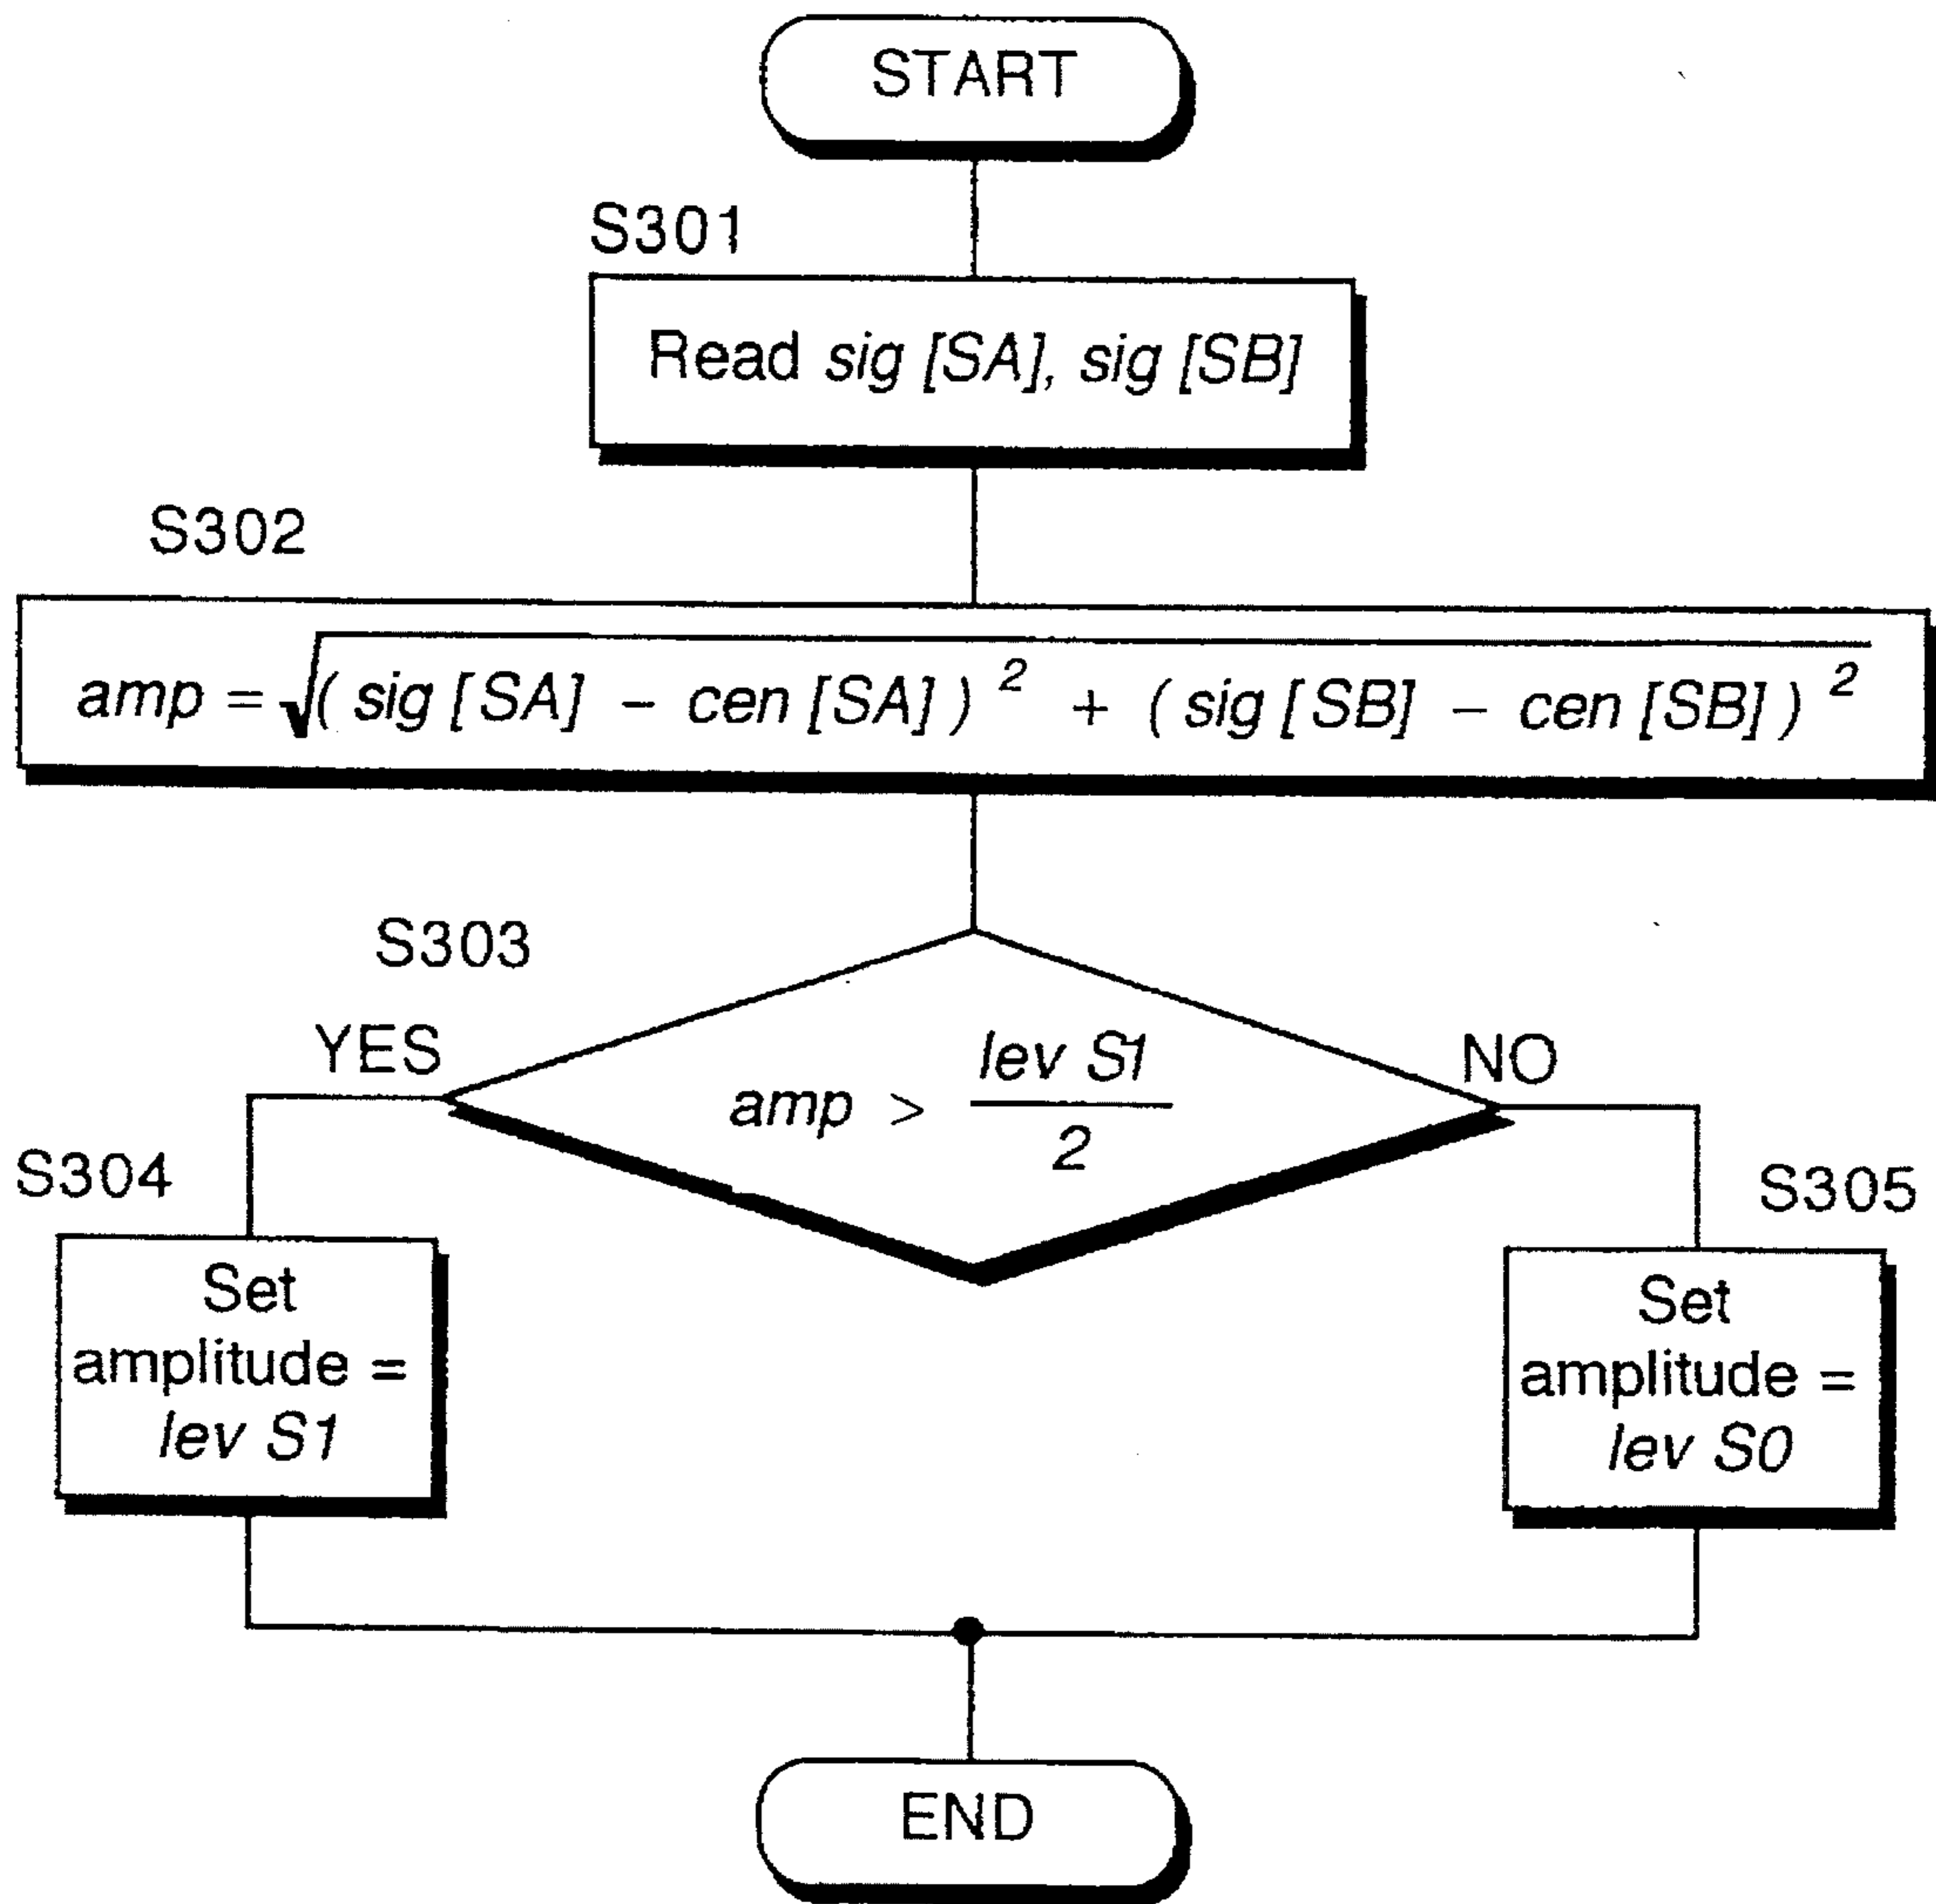 START
S301
Read sig [SA], sig [SB]
S302
amp = √( sig [SA] - cen [SA] ) 2 + ( sig [SB] - cen [SB] ) 2
S303
YES
NO
amp > lev S1
2
S304
Set
amplitude =
lev S1
S305
Set
amplitude =
lev S0
END